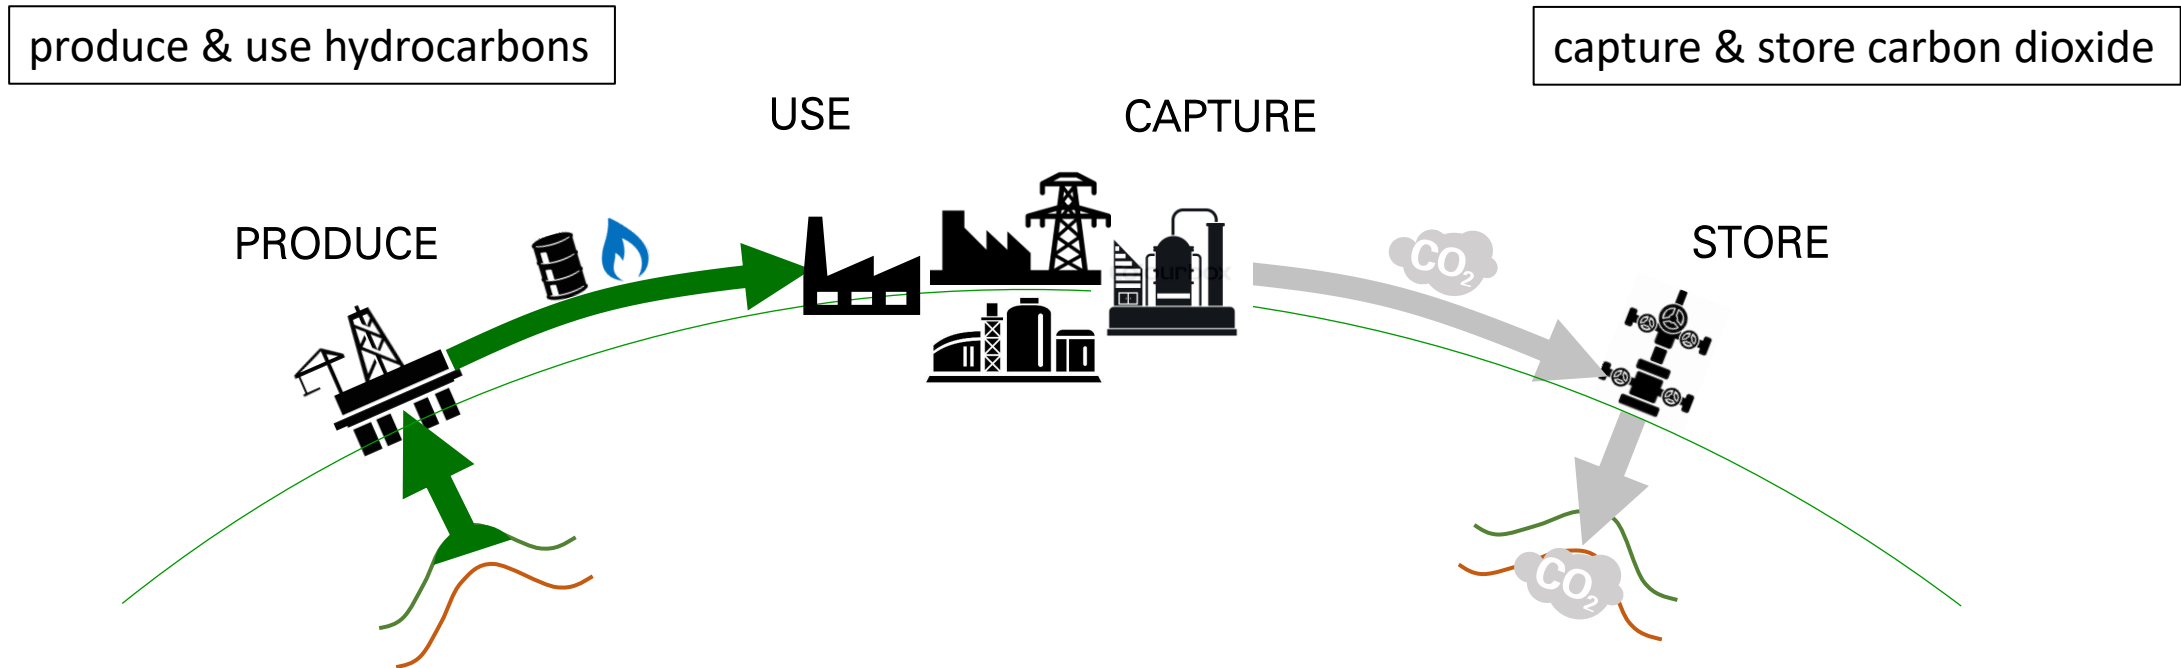 produce & use hydrocarbons
capture & store carbon dioxide
USE
CAPTURE
PRODUCE
STORE
CO2
CO2